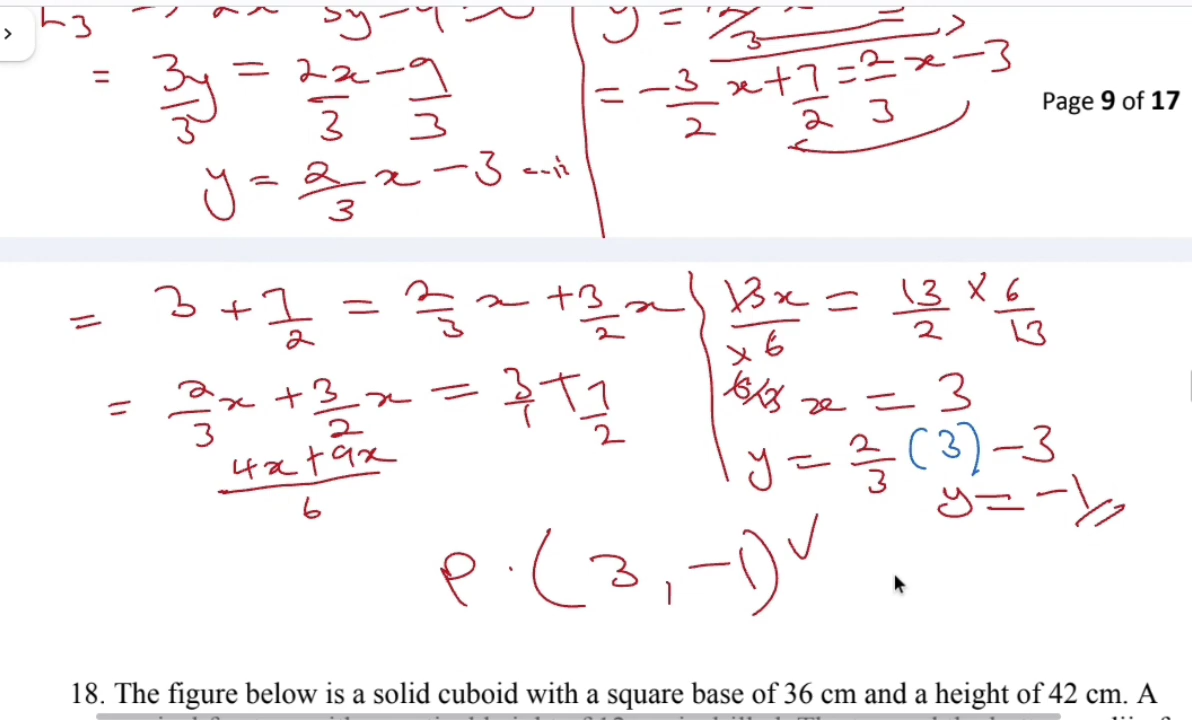 = 3y/3 = 2x/3 - 9/3
y = 2/3 x - 3 ...ii
= -3/2 x + 7/2 = 2/3 x - 3
Page 9 of 17
= 3 + 7/2 = 2/3 x + 3/2 x
= 2/3 x + 3/2 x = 3/1 + 7/2
4x + 9x / 6
13x/6 = 13/2 × 6/13
x = 3
y = 2/3 (3) - 3
y = -1
P. (3, -1) ✓
18. The figure below is a solid cuboid with a square base of 36 cm and a height of 42 cm. A